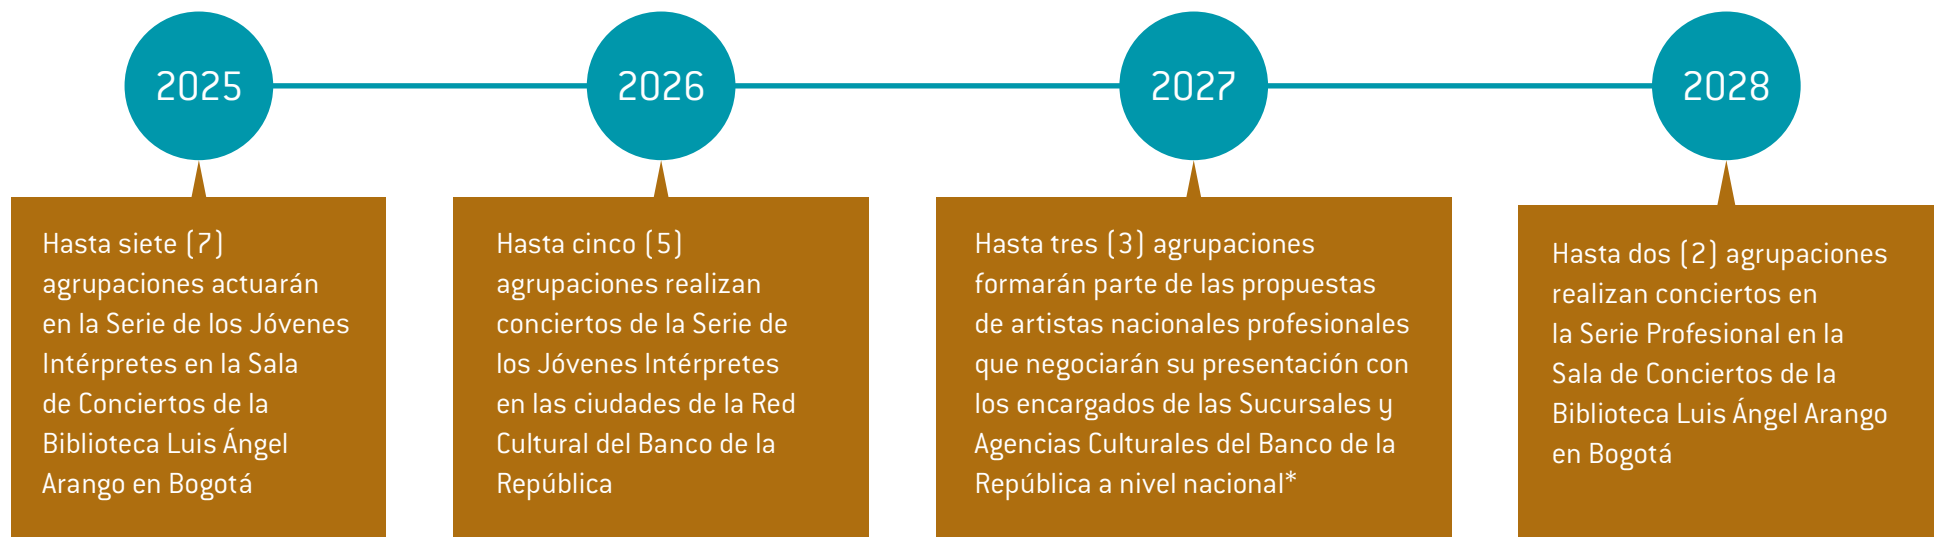 2025
2026
2027
2028
Hasta siete (7)
agrupaciones actuarán
en la Serie de los Jóvenes
Intérpretes en la Sala
de Conciertos de la
Biblioteca Luis Ángel
Arango en Bogotá
Hasta cinco (5)
agrupaciones realizan
conciertos de la Serie de
los Jóvenes Intérpretes
en las ciudades de la Red
Cultural del Banco de la
República
Hasta tres (3) agrupaciones
formarán parte de las propuestas
de artistas nacionales profesionales
que negociarán su presentación con
los encargados de las Sucursales y
Agencias Culturales del Banco de la
República a nivel nacional*
Hasta dos (2) agrupaciones
realizan conciertos en
la Serie Profesional en la
Sala de Conciertos de la
Biblioteca Luis Ángel Arango
en Bogotá